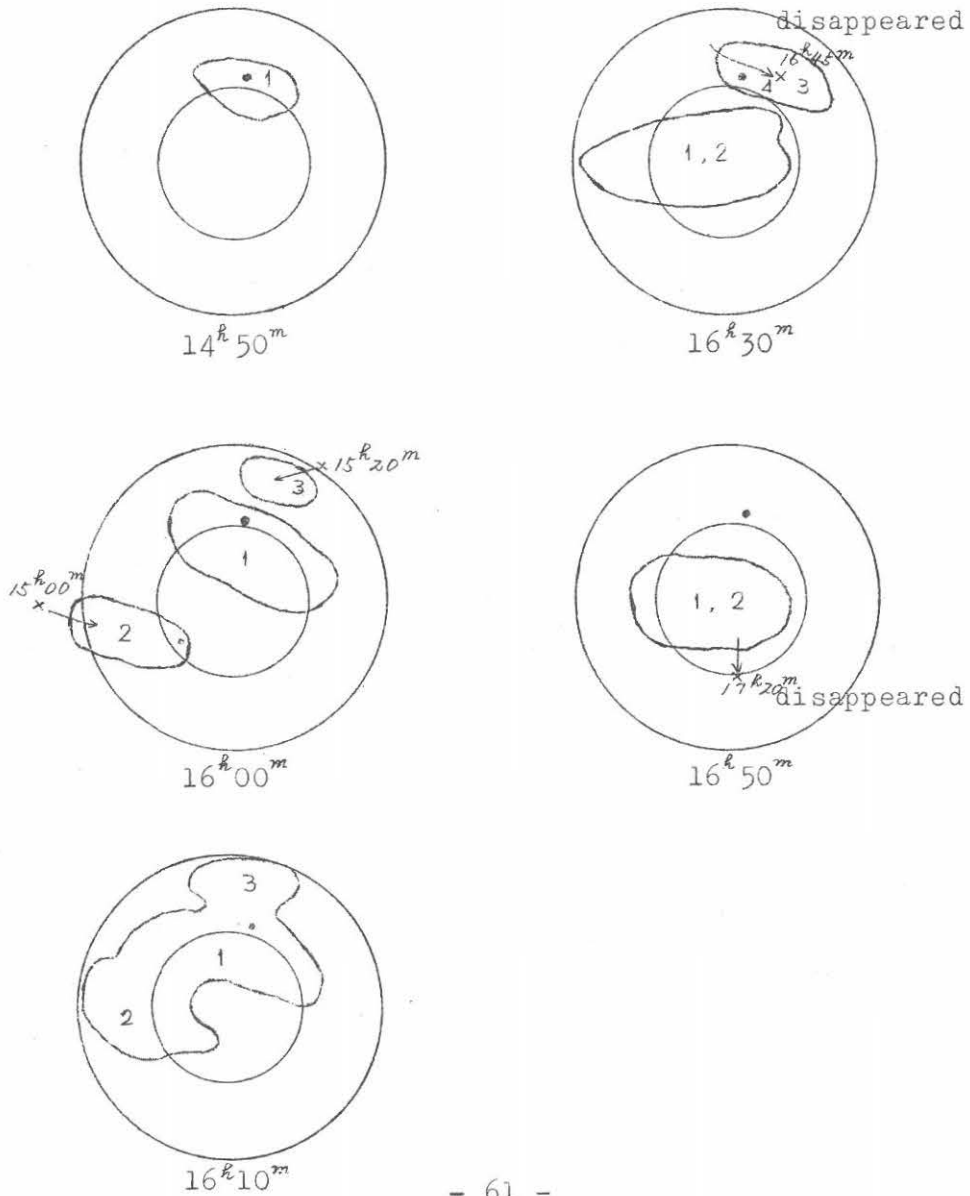 1
14ʰ50ᵐ
disappeared
16ʰ45ᵐ
4 3
1, 2
16ʰ30ᵐ
15ʰ20ᵐ
3
1
15ʰ00ᵐ
2
16ʰ00ᵐ
1, 2
17ʰ20ᵐ
disappeared
16ʰ50ᵐ
3
1
2
16ʰ10ᵐ
- 61 -